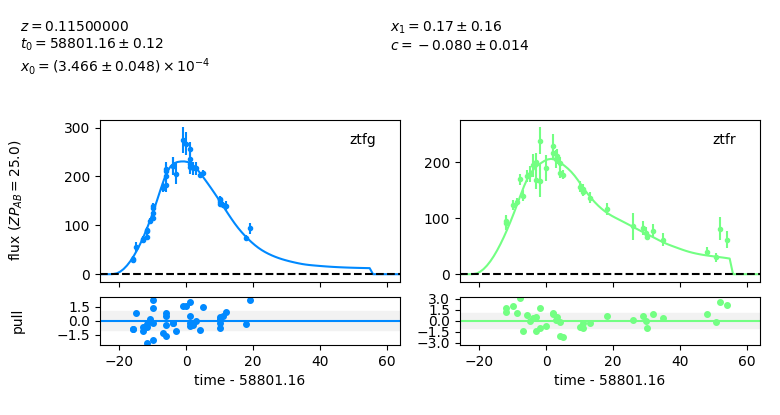 z = 0.11500000
t₀ = 58801.16 ± 0.12
x₀ = (3.466 ± 0.048) × 10⁻⁴
x₁ = 0.17 ± 0.16
c = −0.080 ± 0.014
flux (ZP_AB = 25.0)
300
200
100
0
ztfg
200
100
0
ztfr
pull
1.5
0.0
−1.5
3.0
1.5
0.0
−1.5
−3.0
−20 0 20 40 60
−20 0 20 40 60
time - 58801.16
time - 58801.16